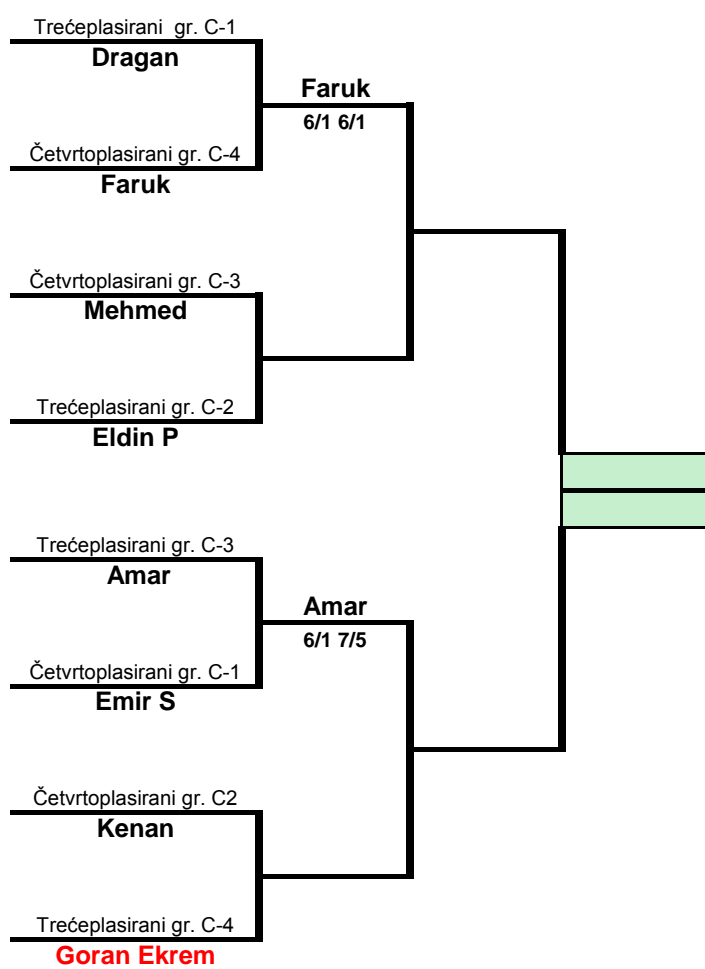 Trećeplasirani gr. C-1
Dragan
Faruk
6/1 6/1
Četvrtoplasirani gr. C-4
Faruk
Četvrtoplasirani gr. C-3
Mehmed
Trećeplasirani gr. C-2
Eldin P
Trećeplasirani gr. C-3
Amar
Amar
6/1 7/5
Četvrtoplasirani gr. C-1
Emir S
Četvrtoplasirani gr. C2
Kenan
Trećeplasirani gr. C-4
Goran Ekrem